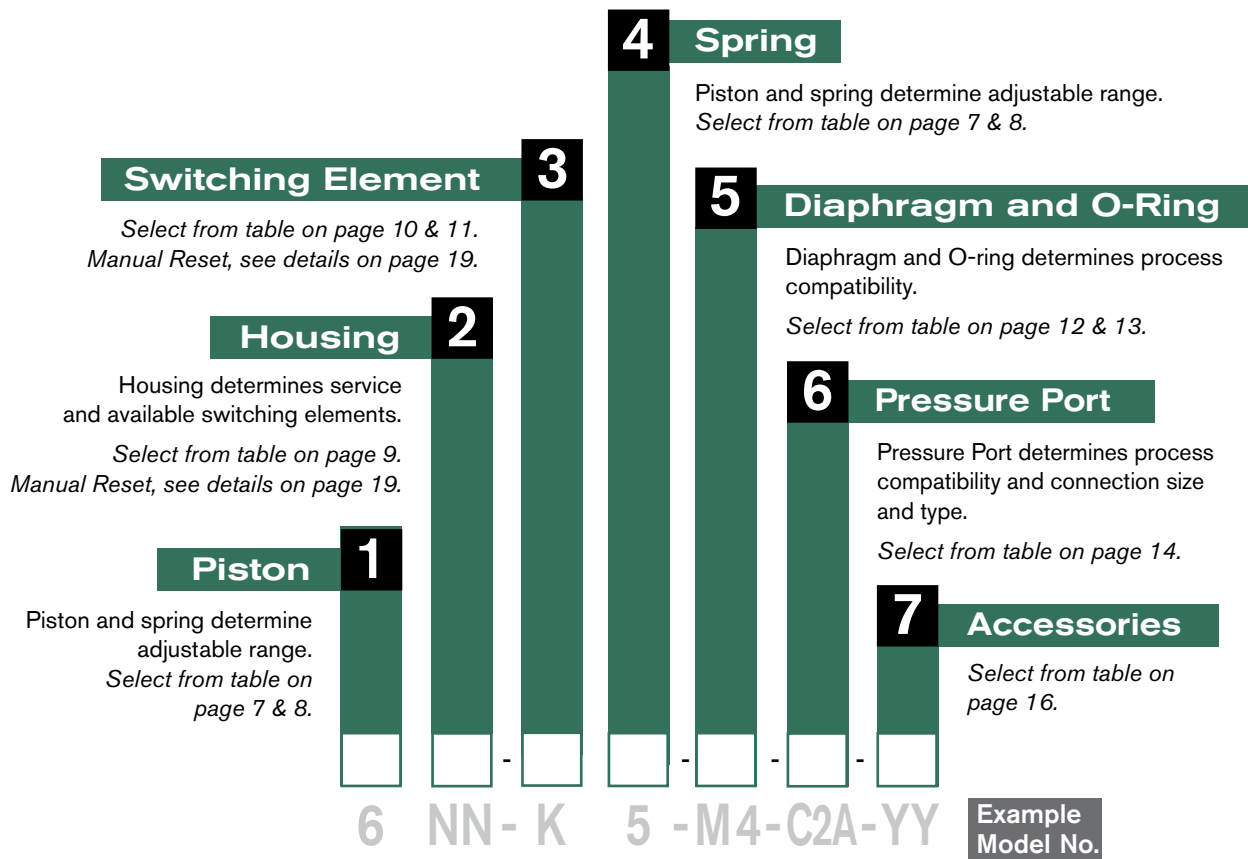 4
Spring
Piston and spring determine adjustable range.
Select from table on page 7 & 8.
3
Switching Element
Select from table on page 10 & 11.
Manual Reset, see details on page 19.
5
Diaphragm and O-Ring
Diaphragm and O-ring determines process
compatibility.
Select from table on page 12 & 13.
2
Housing
Housing determines service
and available switching elements.
Select from table on page 9.
Manual Reset, see details on page 19.
6
Pressure Port
Pressure Port determines process
compatibility and connection size
and type.
Select from table on page 14.
1
Piston
Piston and spring determine
adjustable range.
Select from table on
page 7 & 8.
7
Accessories
Select from table on
page 16.
- - - -
6 NN - K 5 - M4 - C2A - YY
Example
Model No.